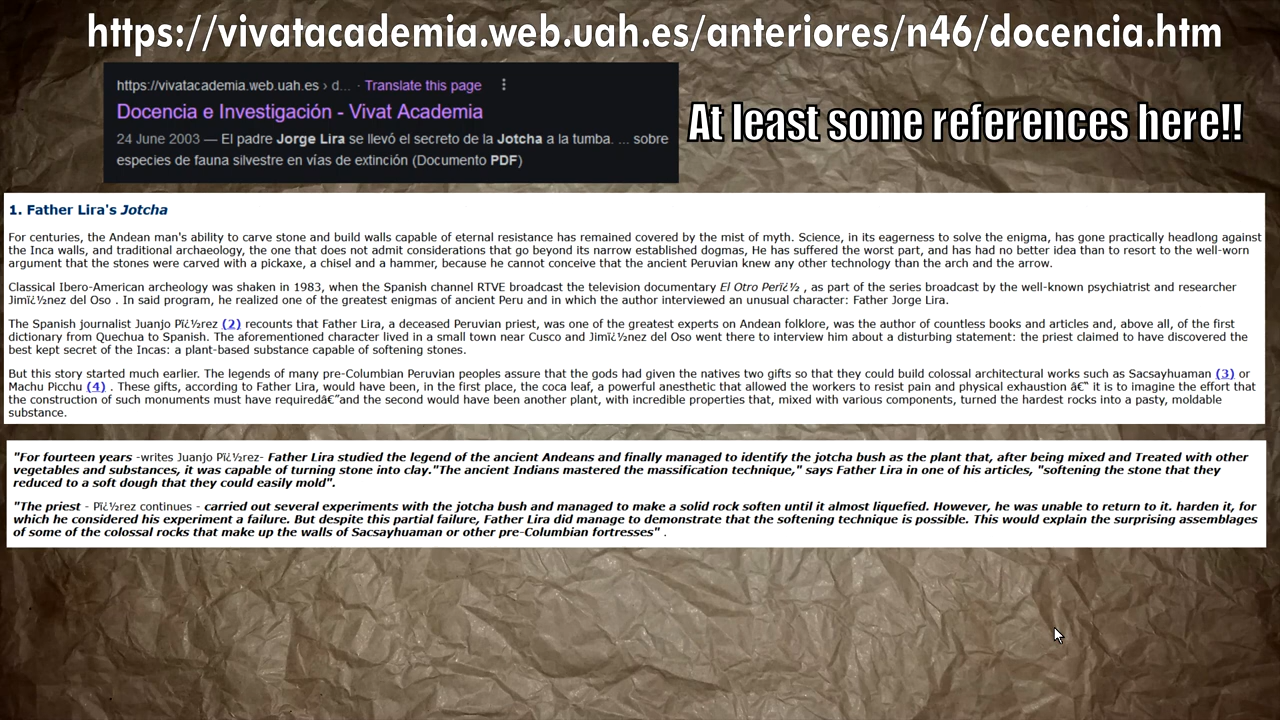 https://vivatacademia.web.uah.es/anteriores/n46/docencia.htm
https://vivatacademia.web.uah.es › d... · Translate this page
Docencia e Investigación - Vivat Academia
24 June 2003 — El padre Jorge Lira se llevó el secreto de la Jotcha a la tumba. ... sobre
especies de fauna silvestre en vías de extinción (Documento PDF)
At least some references here!!
1. Father Lira's Jotcha
For centuries, the Andean man's ability to carve stone and build walls capable of eternal resistance has remained covered by the mist of myth. Science, in its eagerness to solve the enigma, has gone practically headlong against
the Inca walls, and traditional archaeology, the one that does not admit considerations that go beyond its narrow established dogmas, He has suffered the worst part, and has had no better idea than to resort to the well-worn
argument that the stones were carved with a pickaxe, a chisel and a hammer, because he cannot conceive that the ancient Peruvian knew any other technology than the arch and the arrow.
Classical Ibero-American archeology was shaken in 1983, when the Spanish channel RTVE broadcast the television documentary El Otro Perï¿½ , as part of the series broadcast by the well-known psychiatrist and researcher
Jimï¿½nez del Oso . In said program, he realized one of the greatest enigmas of ancient Peru and in which the author interviewed an unusual character: Father Jorge Lira.
The Spanish journalist Juanjo Pï¿½rez (2) recounts that Father Lira, a deceased Peruvian priest, was one of the greatest experts on Andean folklore, was the author of countless books and articles and, above all, of the first
dictionary from Quechua to Spanish. The aforementioned character lived in a small town near Cusco and Jimï¿½nez del Oso went there to interview him about a disturbing statement: the priest claimed to have discovered the
best kept secret of the Incas: a plant-based substance capable of softening stones.
But this story started much earlier. The legends of many pre-Columbian Peruvian peoples assure that the gods had given the natives two gifts so that they could build colossal architectural works such as Sacsayhuaman (3) or
Machu Picchu (4) . These gifts, according to Father Lira, would have been, in the first place, the coca leaf, a powerful anesthetic that allowed the workers to resist pain and physical exhaustion â€“ it is to imagine the effort that
the construction of such monuments must have requiredâ€“and the second would have been another plant, with incredible properties that, mixed with various components, turned the hardest rocks into a pasty, moldable
substance.
"For fourteen years -writes Juanjo Pï¿½rez- Father Lira studied the legend of the ancient Andeans and finally managed to identify the jotcha bush as the plant that, after being mixed and Treated with other
vegetables and substances, it was capable of turning stone into clay."The ancient Indians mastered the massification technique," says Father Lira in one of his articles, "softening the stone that they
reduced to a soft dough that they could easily mold".
"The priest - Pï¿½rez continues - carried out several experiments with the jotcha bush and managed to make a solid rock soften until it almost liquefied. However, he was unable to return to it. harden it, for
which he considered his experiment a failure. But despite this partial failure, Father Lira did manage to demonstrate that the softening technique is possible. This would explain the surprising assemblages
of some of the colossal rocks that make up the walls of Sacsayhuaman or other pre-Columbian fortresses" .